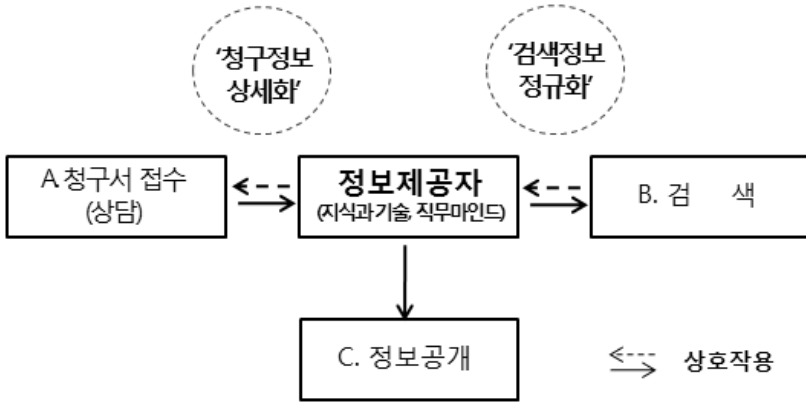 '청구정보
상세화'
'검색정보
정규화'
A.청구서 접수
(상담)
정보제공자
(지식과 기술, 직무마인드)
B. 검 색
C. 정보공개
상호작용